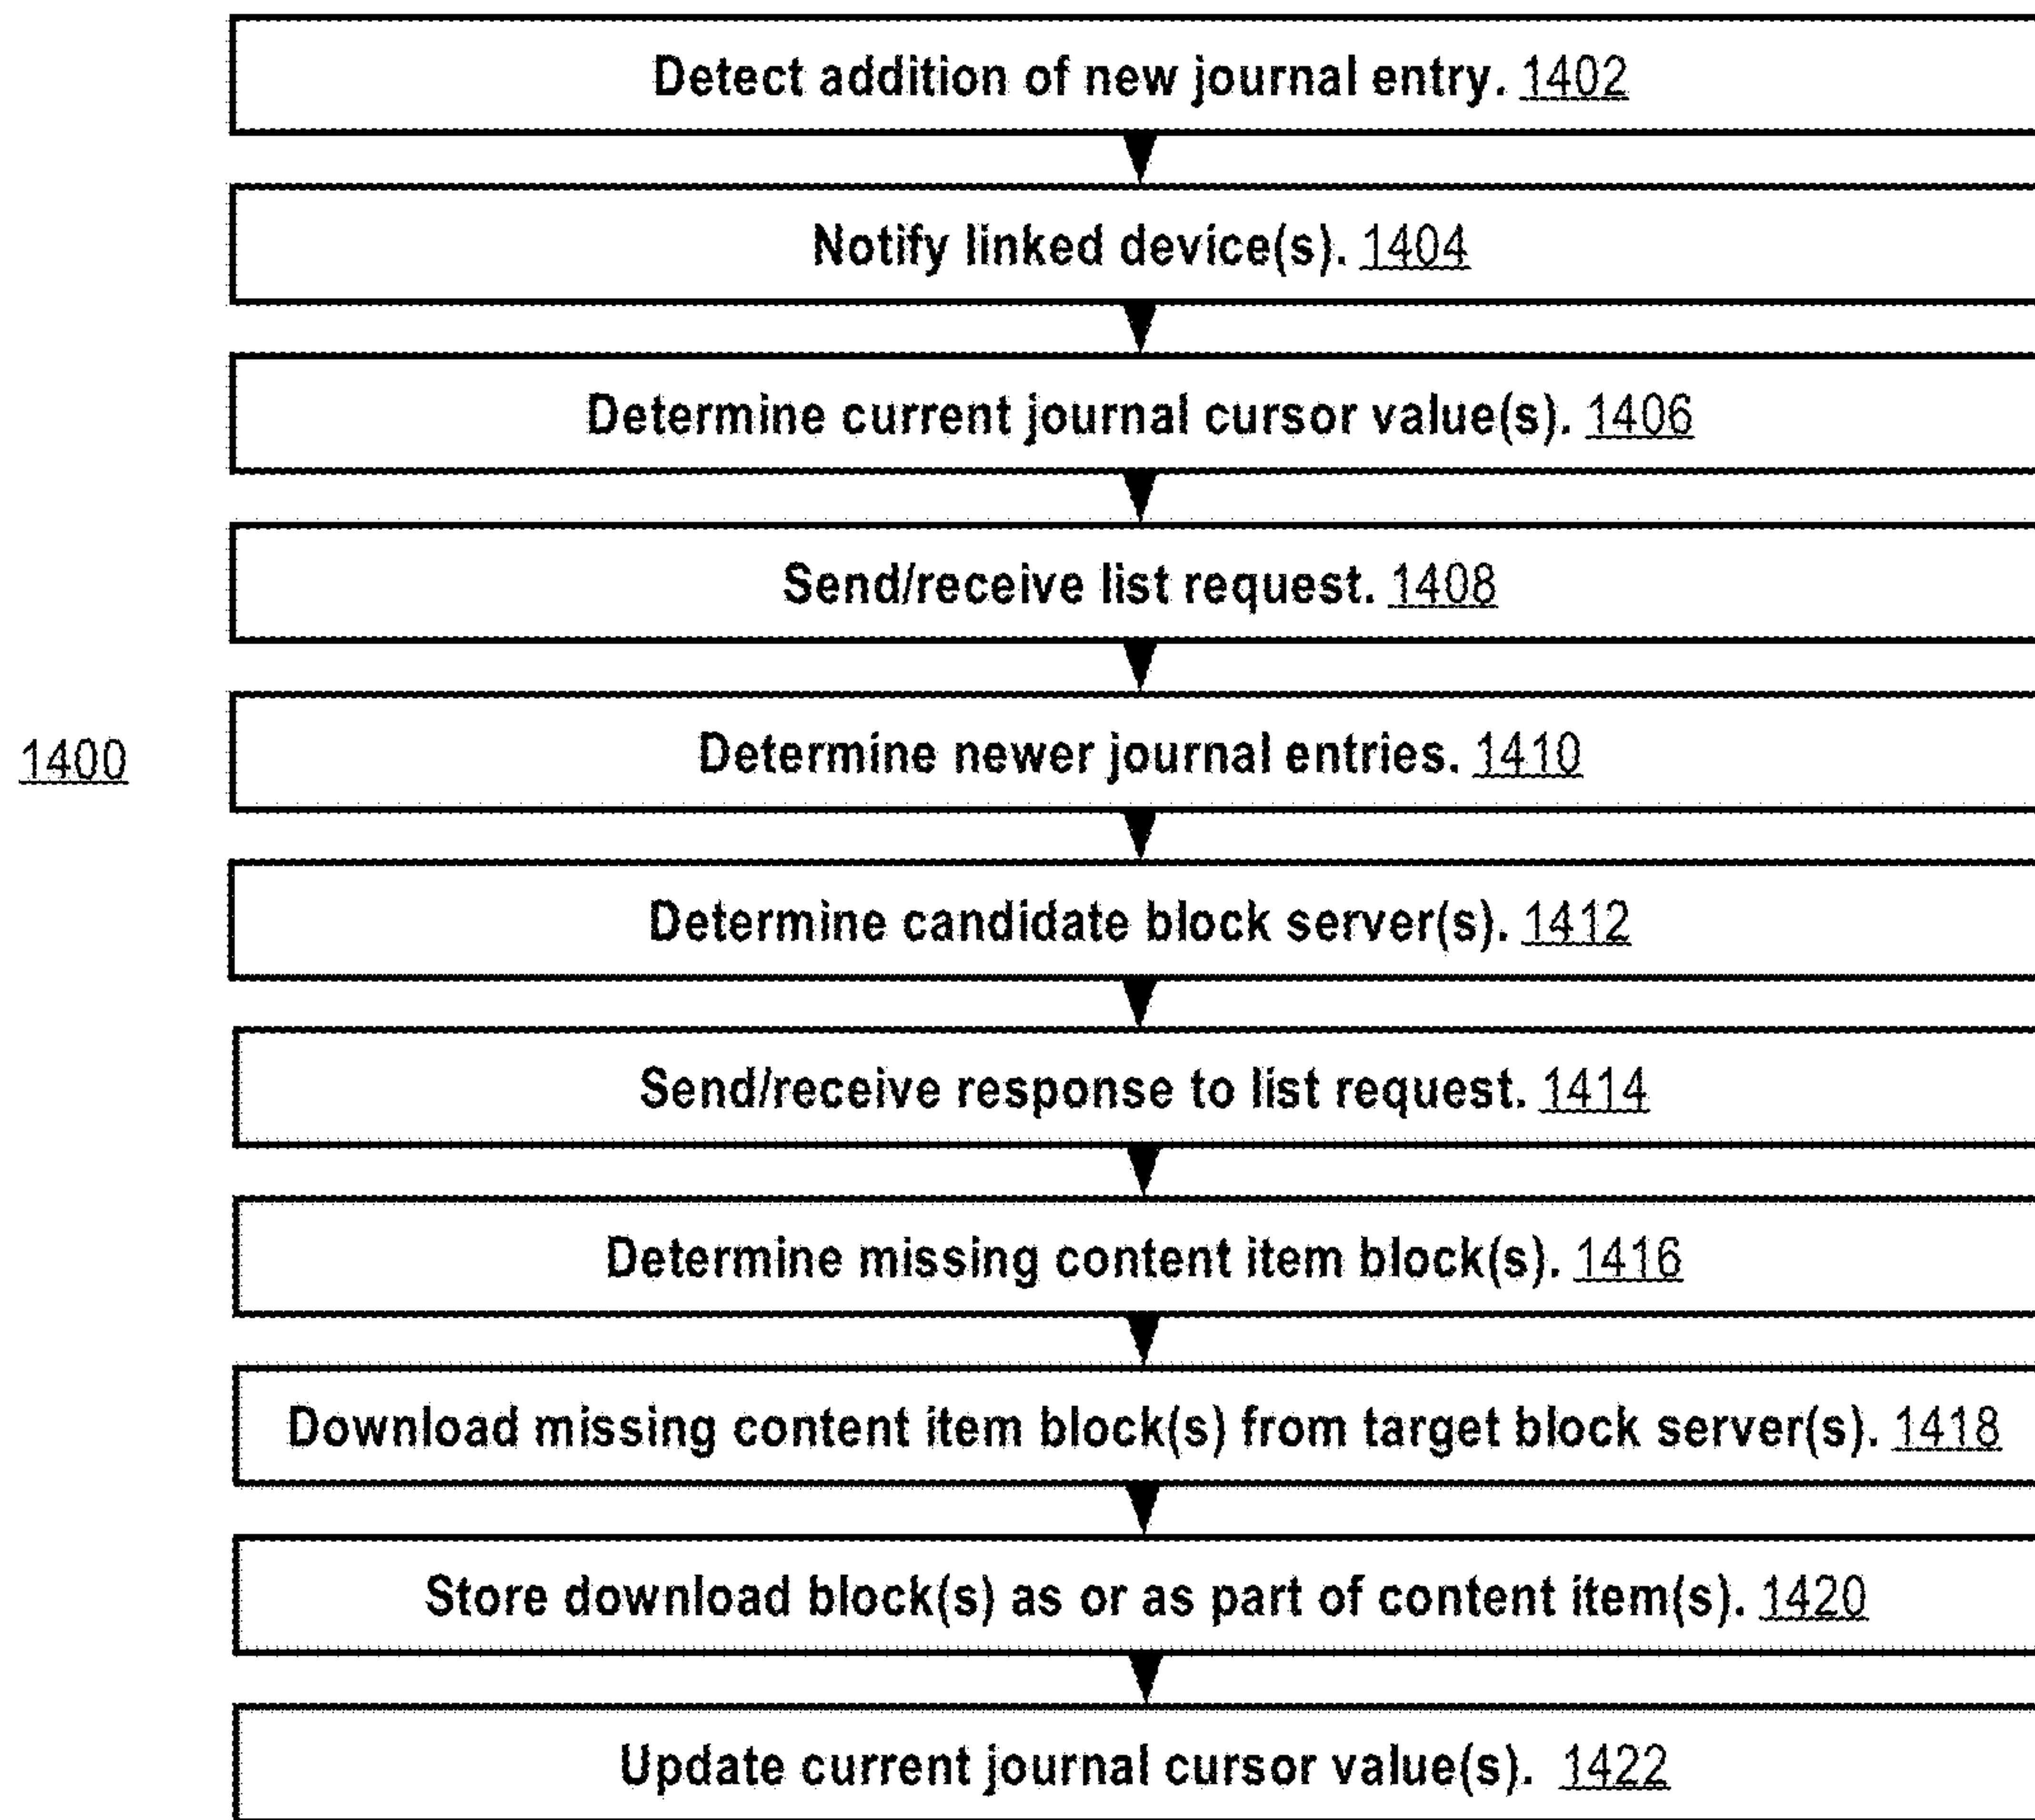 Detect addition of new journal entry. 1402
Notify linked device(s). 1404
Determine current journal cursor value(s). 1406
Send/receive list request. 1408
1400
Determine newer journal entries. 1410
Determine candidate block server(s). 1412
Send/receive response to list request. 1414
Determine missing content item block(s). 1416
Download missing content item block(s) from target block server(s). 1418
Store download block(s) as or as part of content item(s). 1420
Update current journal cursor value(s). 1422